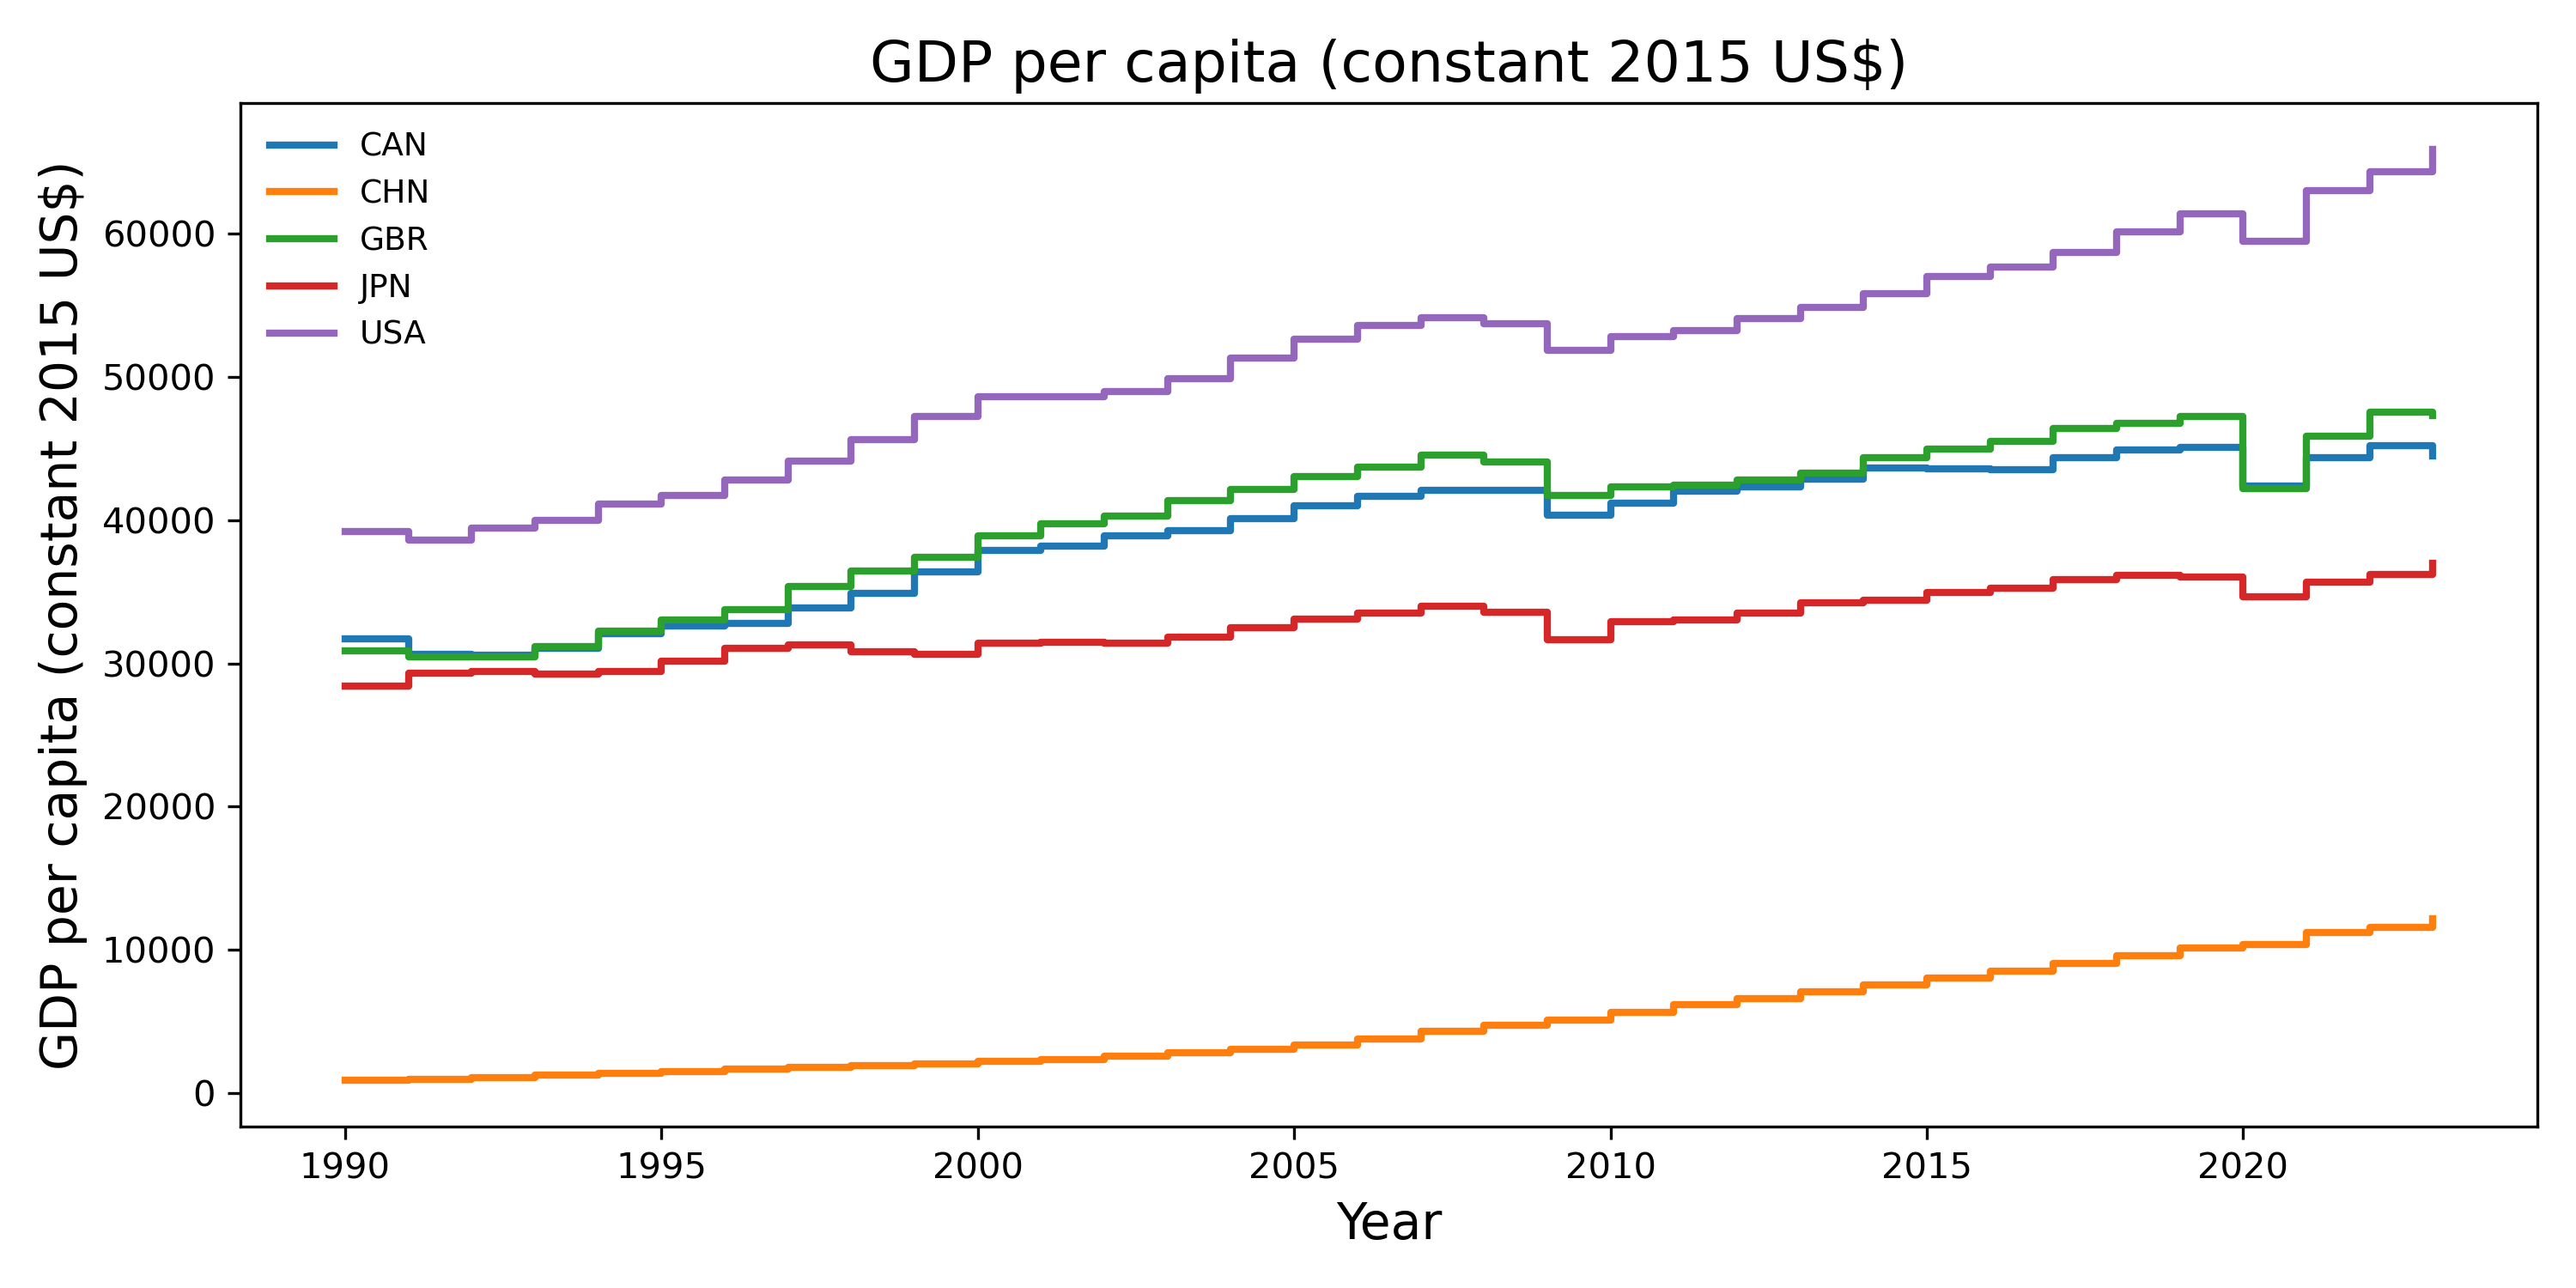 GDP per capita (constant 2015 US$)
CAN
CHN
GBR
JPN
USA
GDP per capita (constant 2015 US$)
60000
50000
40000
30000
20000
10000
0
1990 1995 2000 2005 2010 2015 2020
Year